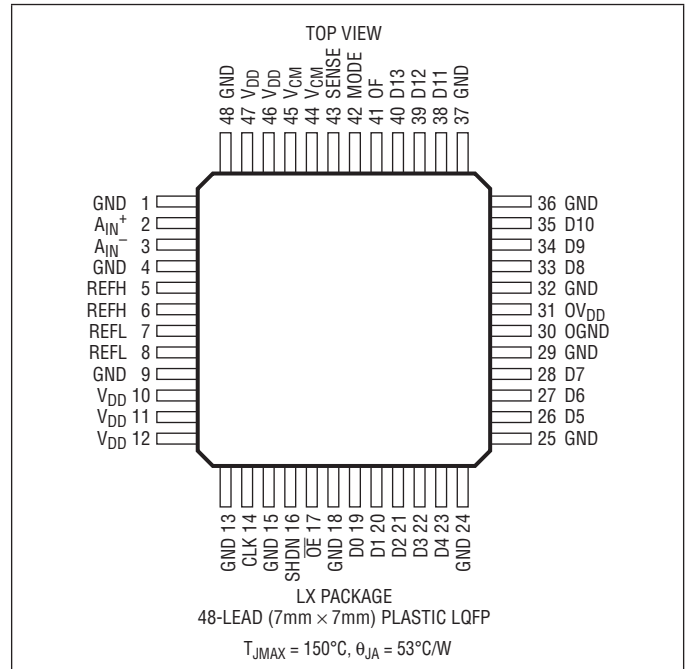 TOP VIEW
48 GND
47 VDD
46 VDD
45 VCM
44 VCM
43 SENSE
42 MODE
41 OF
40 D13
39 D12
38 D11
37 GND
GND 1
AIN+ 2
AIN– 3
GND 4
REFH 5
REFH 6
REFL 7
REFL 8
GND 9
VDD 10
VDD 11
VDD 12
36 GND
35 D10
34 D9
33 D8
32 GND
31 OVDD
30 OGND
29 GND
28 D7
27 D6
26 D5
25 GND
GND 13
CLK 14
GND 15
SHDN 16
O̅E̅ 17
GND 18
D0 19
D1 20
D2 21
D3 22
D4 23
GND 24
LX PACKAGE
48-LEAD (7mm × 7mm) PLASTIC LQFP
TJMAX = 150°C, θJA = 53°C/W